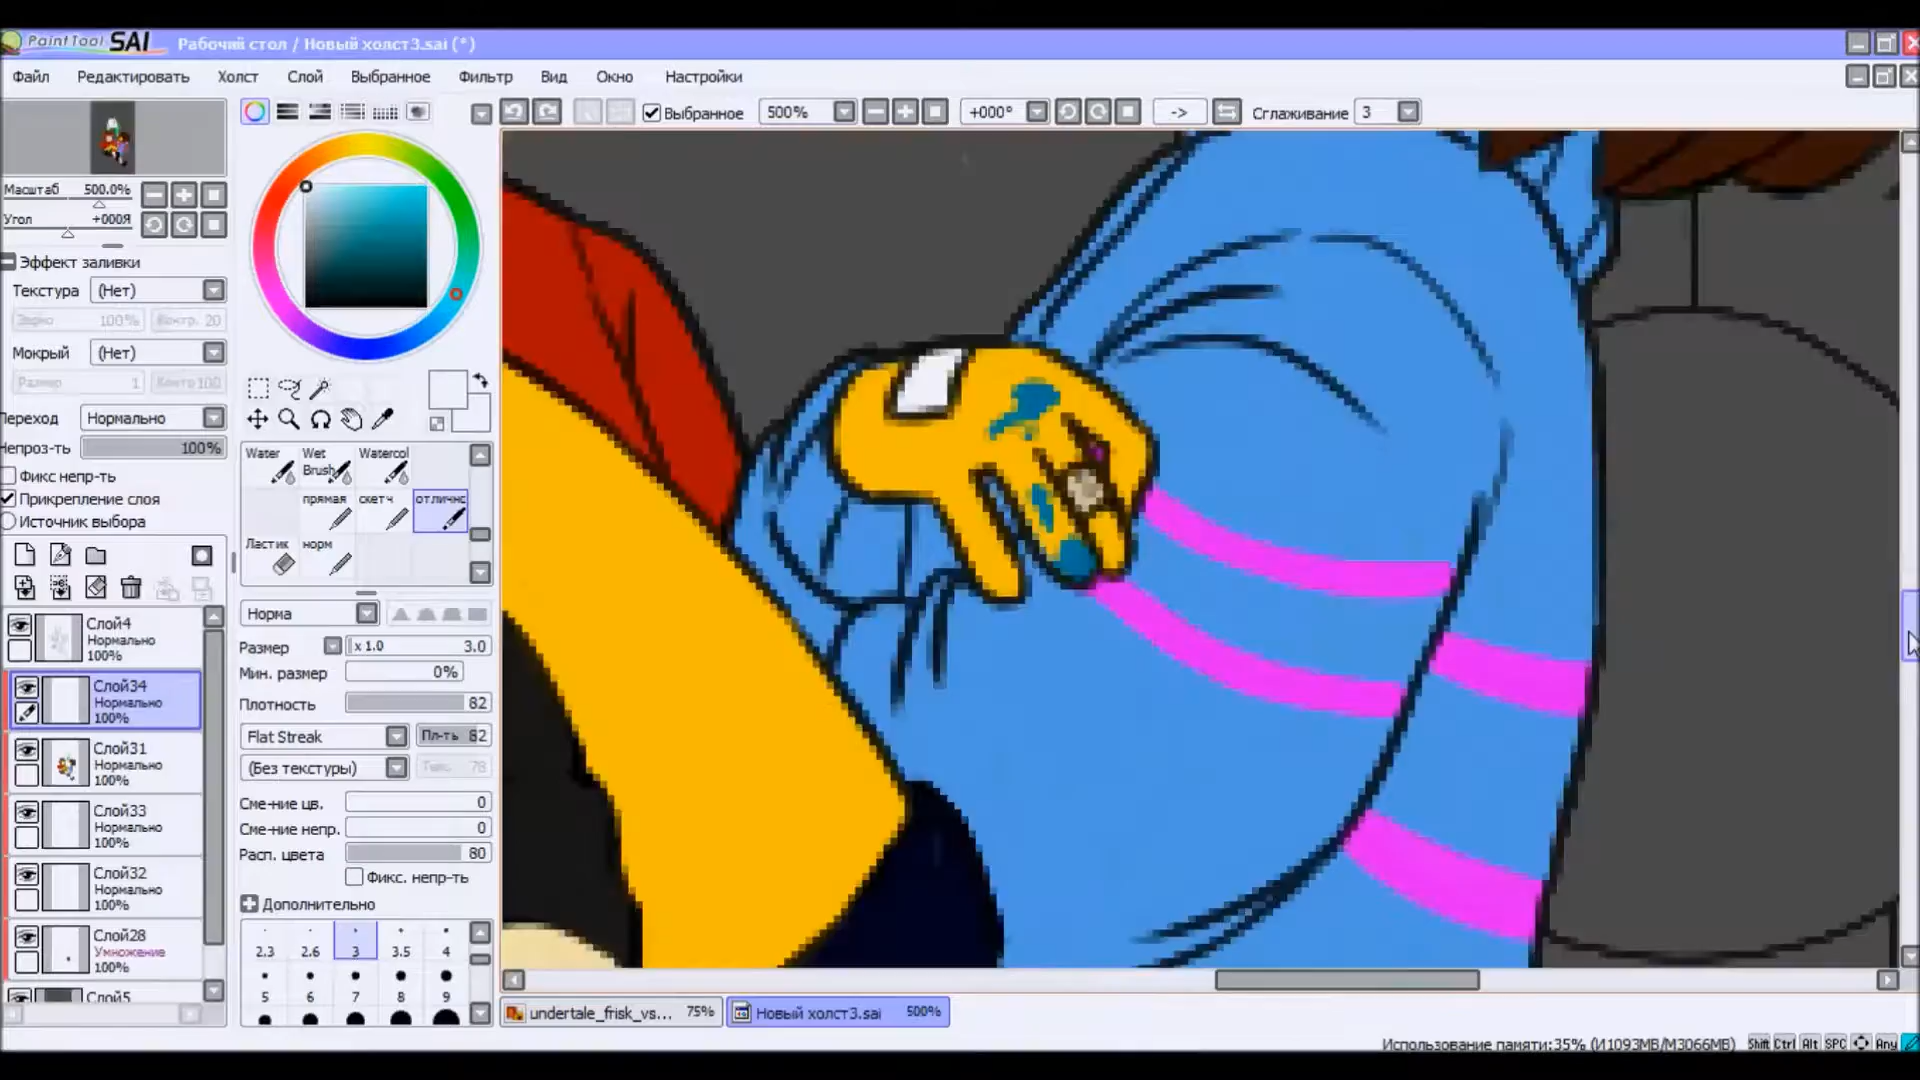 PaintTool SAI Рабочий стол / Новый холст3.sai (*)
Файл Редактировать Холст Слой Выбранное Фильтр Вид Окно Настройки
Выбранное 500% +000° -> Сглаживание 3
Масштаб 500.0%
Угол +000Я
Эффект заливки
Текстура (Нет)
100% Контр. 20
Мокрый (Нет)
Размер 1 Контр 100
Переход Нормально
Непроз-ть 100%
Фикс непр-ть
Прикрепление слоя
Источник выбора
Слой4
Нормально
100%
Слой34
Нормально
100%
Слой31
Нормально
100%
Слой33
Нормально
100%
Слой32
Нормально
100%
Слой28
Умножение
100%
Слой5
Water Wet Brush Watercol
прямая скетч отличнс
Ластик норм
Норма
Размер x 1.0 3.0
Мин. размер 0%
Плотность 82
Flat Streak Пл-ть 82
(Без текстуры) Текс. 78
Сме-ние цв. 0
Сме-ние непр. 0
Расп. цвета 80
Фикс. непр-ть
Дополнительно
2.3 2.6 3 3.5 4
5 6 7 8 9
undertale_frisk_vs... 75% Новый холст3.sai 500%
Использование памяти:35% (И1093MB/M3066MB) Shift Ctrl Alt SPC Any